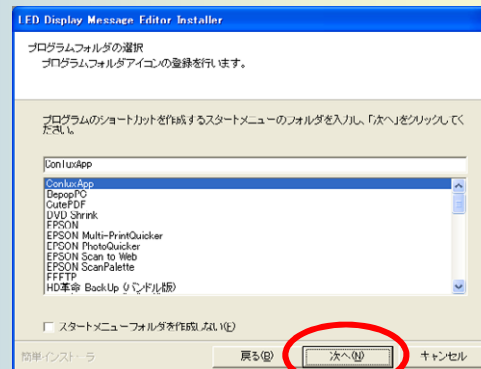 LED Display Message Editor Installer
プログラムフォルダの選択
プログラムフォルダアイコンの登録を行います。
プログラムのショートカットを作成するスタートメニューのフォルダを入力し、「次へ」をクリックしてく
ださい。
ConluxApp
ConluxApp
DepopPC
CutePDF
DVD Shrink
EPSON
EPSON Multi-PrintQuicker
EPSON PhotoQuicker
EPSON Scan to Web
EPSON ScanPalette
FFFTP
HD革命 BackUp (バンドル版)
スタートメニューフォルダを作成しない(F)
簡単インストーラ
戻る(B)
次へ(N)
キャンセル